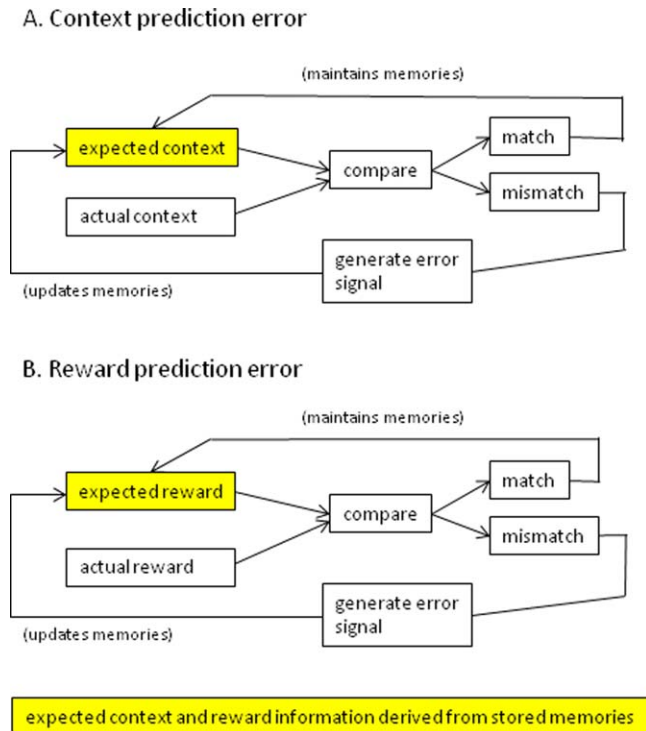 A. Context prediction error
(maintains memories)
expected context
match
compare
mismatch
actual context
generate error
signal
(updates memories)
B. Reward prediction error
(maintains memories)
expected reward
match
compare
mismatch
actual reward
generate error
signal
(updates memories)
expected context and reward information derived from stored memories